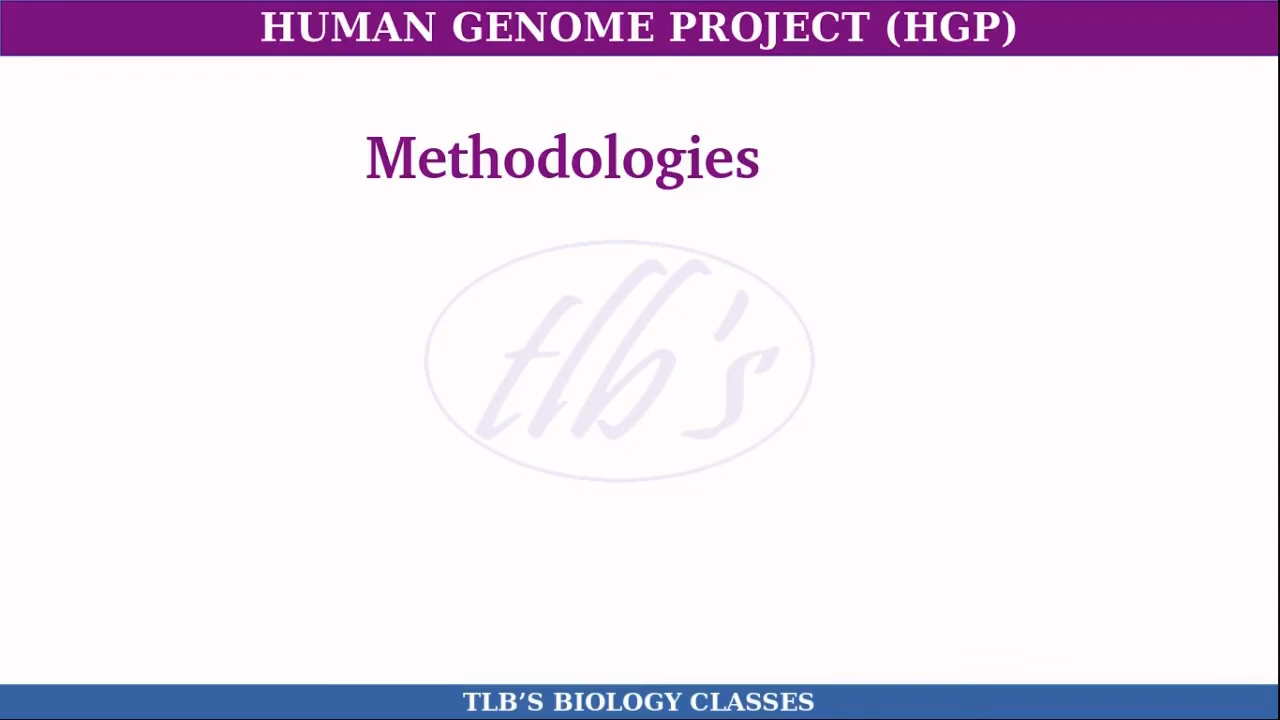 HUMAN GENOME PROJECT (HGP)
Methodologies
tlb's
TLB’S BIOLOGY CLASSES